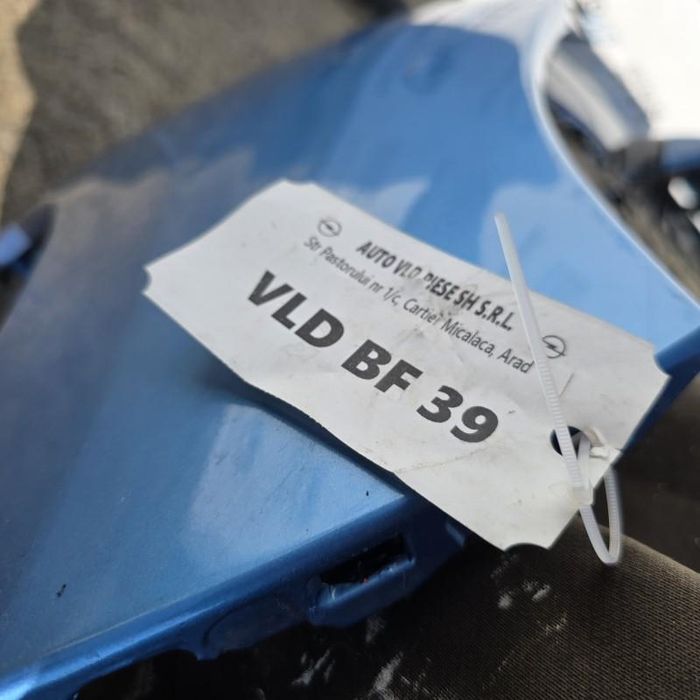 AUTO VLD PIESE SH S.R.L.
Str Pastorului nr 1/c, Cartier Micalaca, Arad
VLD BF 39